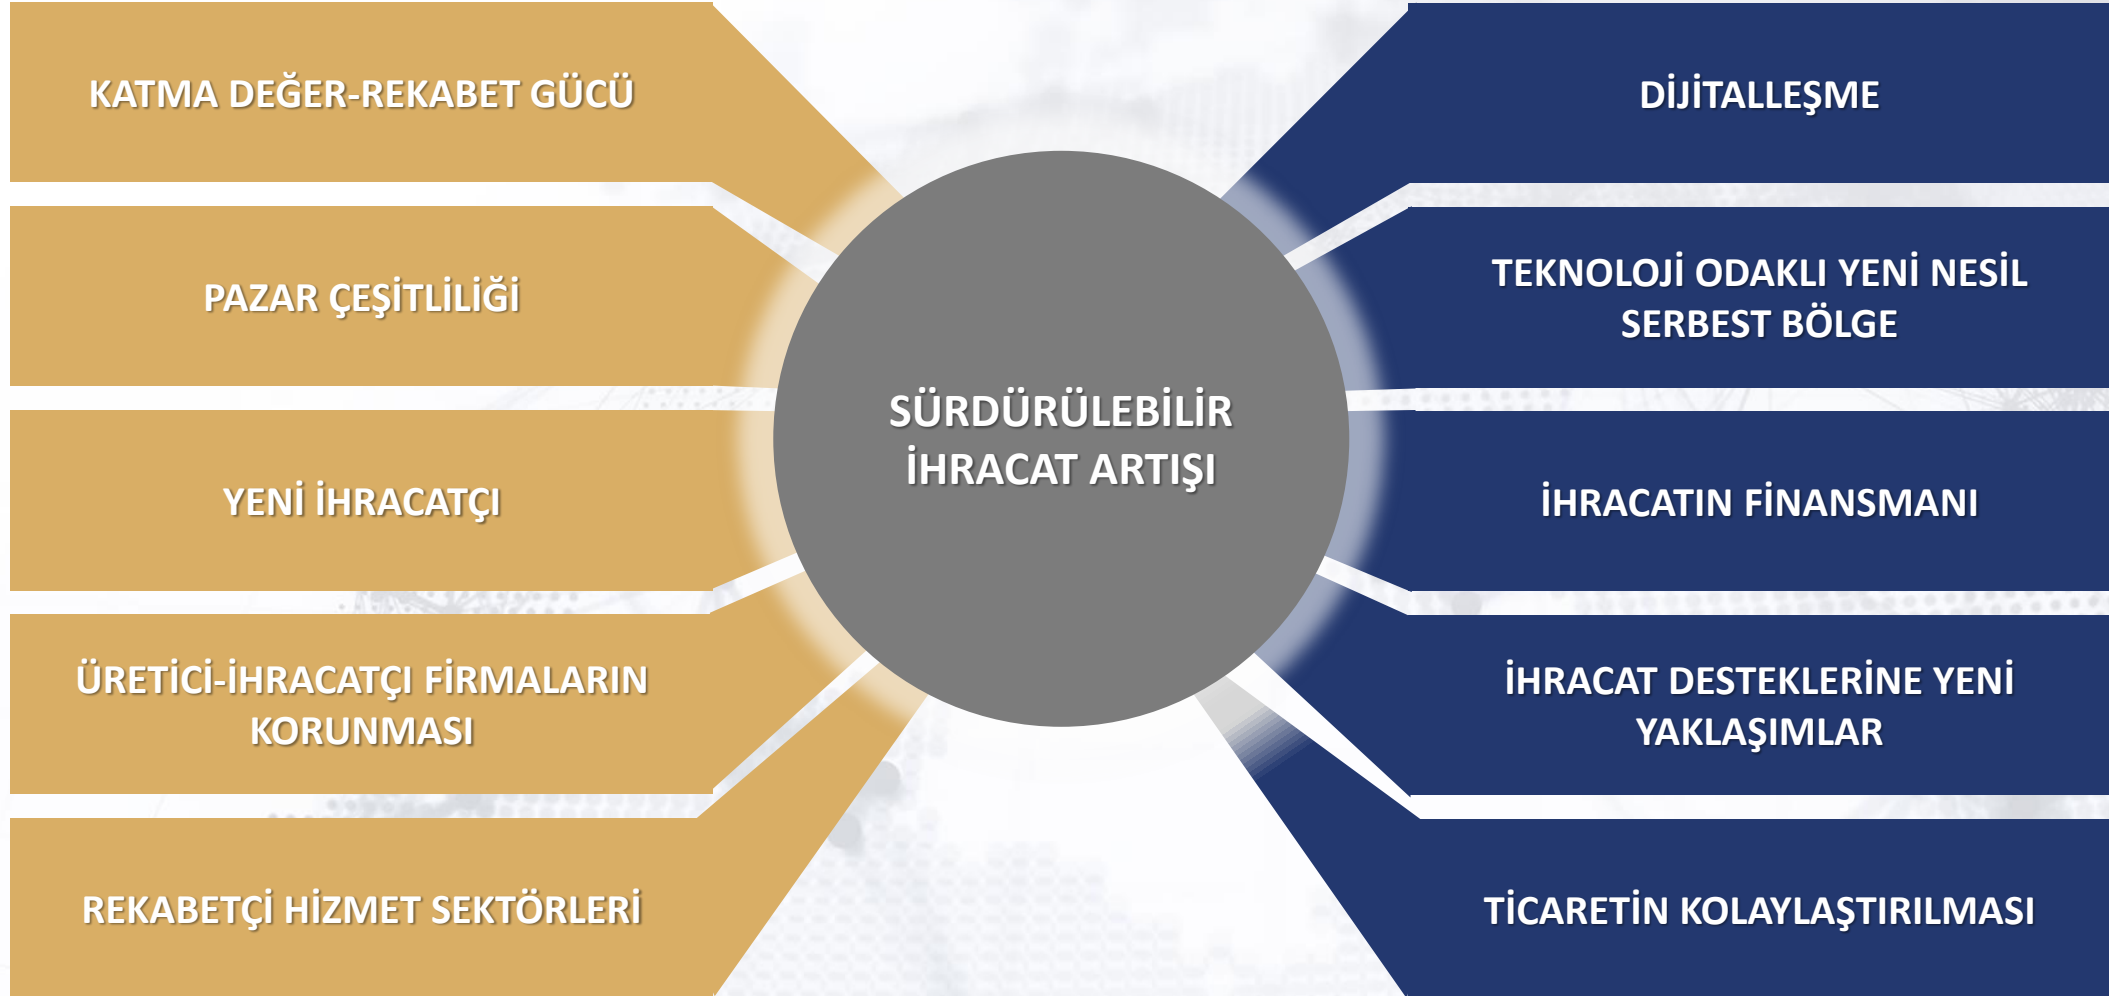 KATMA DEĞER-REKABET GÜCÜ
PAZAR ÇEŞİTLİLİĞİ
YENİ İHRACATÇI
ÜRETİCİ-İHRACATÇI FİRMALARIN
KORUNMASI
REKABETÇİ HİZMET SEKTÖRLERİ
SÜRDÜRÜLEBİLİR
İHRACAT ARTIŞI
DİJİTALLEŞME
TEKNOLOJİ ODAKLI YENİ NESİL
SERBEST BÖLGE
İHRACATIN FİNANSMANI
İHRACAT DESTEKLERİNE YENİ
YAKLAŞIMLAR
TİCARETİN KOLAYLAŞTIRILMASI